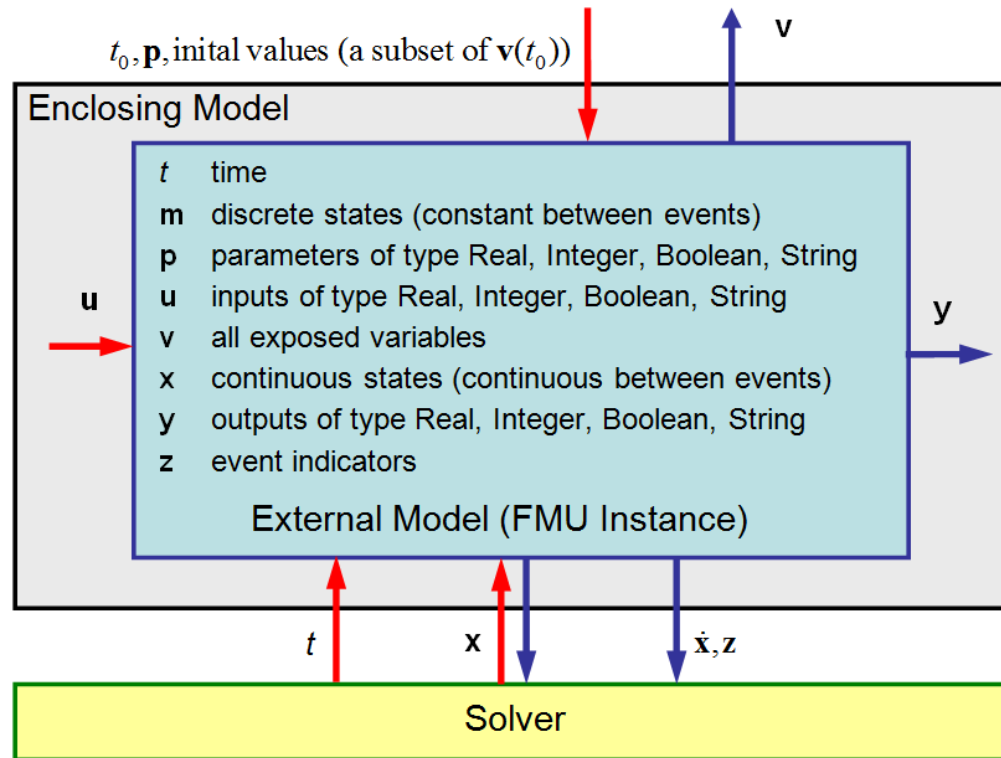 v
t₀, p, inital values (a subset of v(t₀))
Enclosing Model
t time
m discrete states (constant between events)
p parameters of type Real, Integer, Boolean, String
u
u inputs of type Real, Integer, Boolean, String
y
v all exposed variables
x continuous states (continuous between events)
y outputs of type Real, Integer, Boolean, String
z event indicators
External Model (FMU Instance)
t
x
ẋ, z
Solver